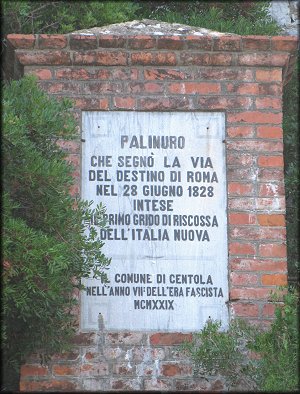 PALINURO
CHE SEGNÒ LA VIA
DEL DESTINO DI ROMA
NEL 28 GIUGNO 1828
INTESE
IL PRIMO GRIDO DI RISCOSSA
DELL'ITALIA NUOVA
IL COMUNE DI CENTOLA
NELL'ANNO VII° DELL'ERA FASCISTA
MCMXXIX